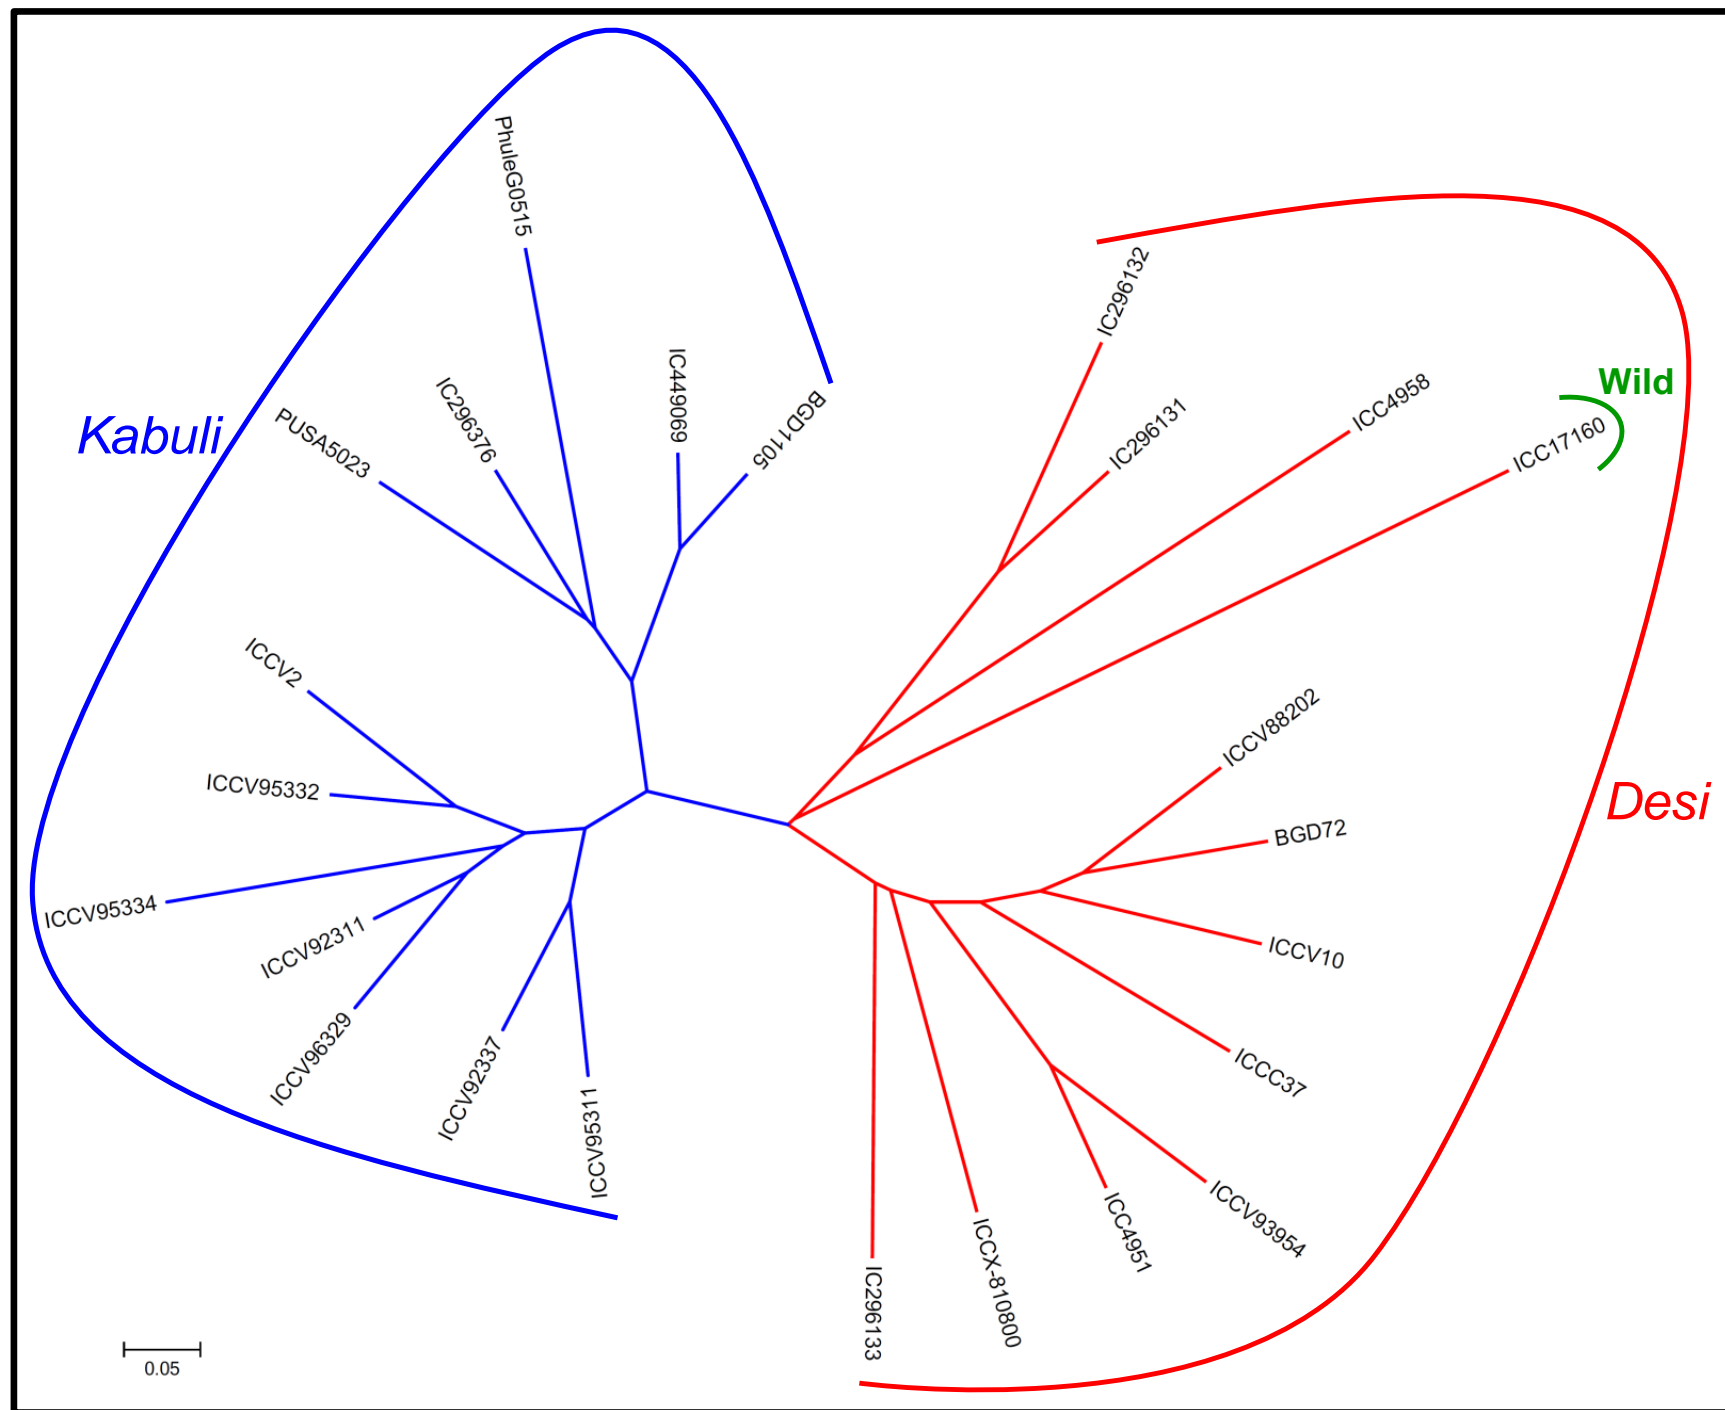 PhuleG0515
IC296132
IC449069
Wild
IC296376
BGD1105
IC296131
ICC4958
Kabuli
PUSA5023
ICC17160
ICCV2
ICCV88202
ICCV95332
Desi
BGD72
ICCV95334
ICCV92311
ICCV10
ICCV96329
ICCV92337
ICCC37
ICCV95311
ICC4951
ICCV93954
ICCX-810800
IC296133
0.05